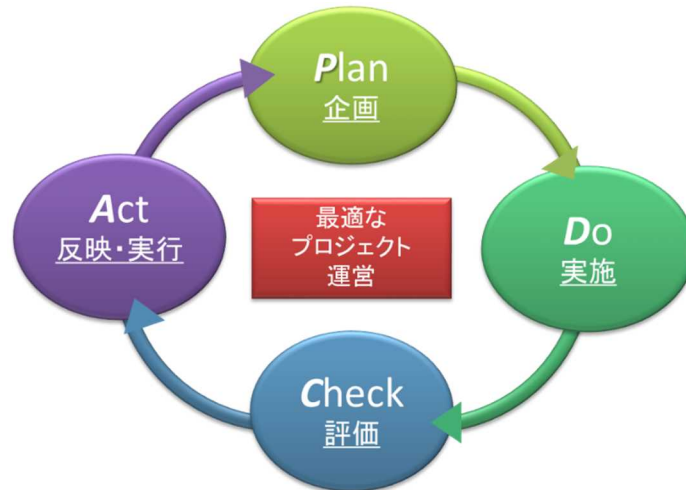 Plan
企画
Do
実施
Check
評価
Act
反映・実行
最適な
プロジェクト
運営